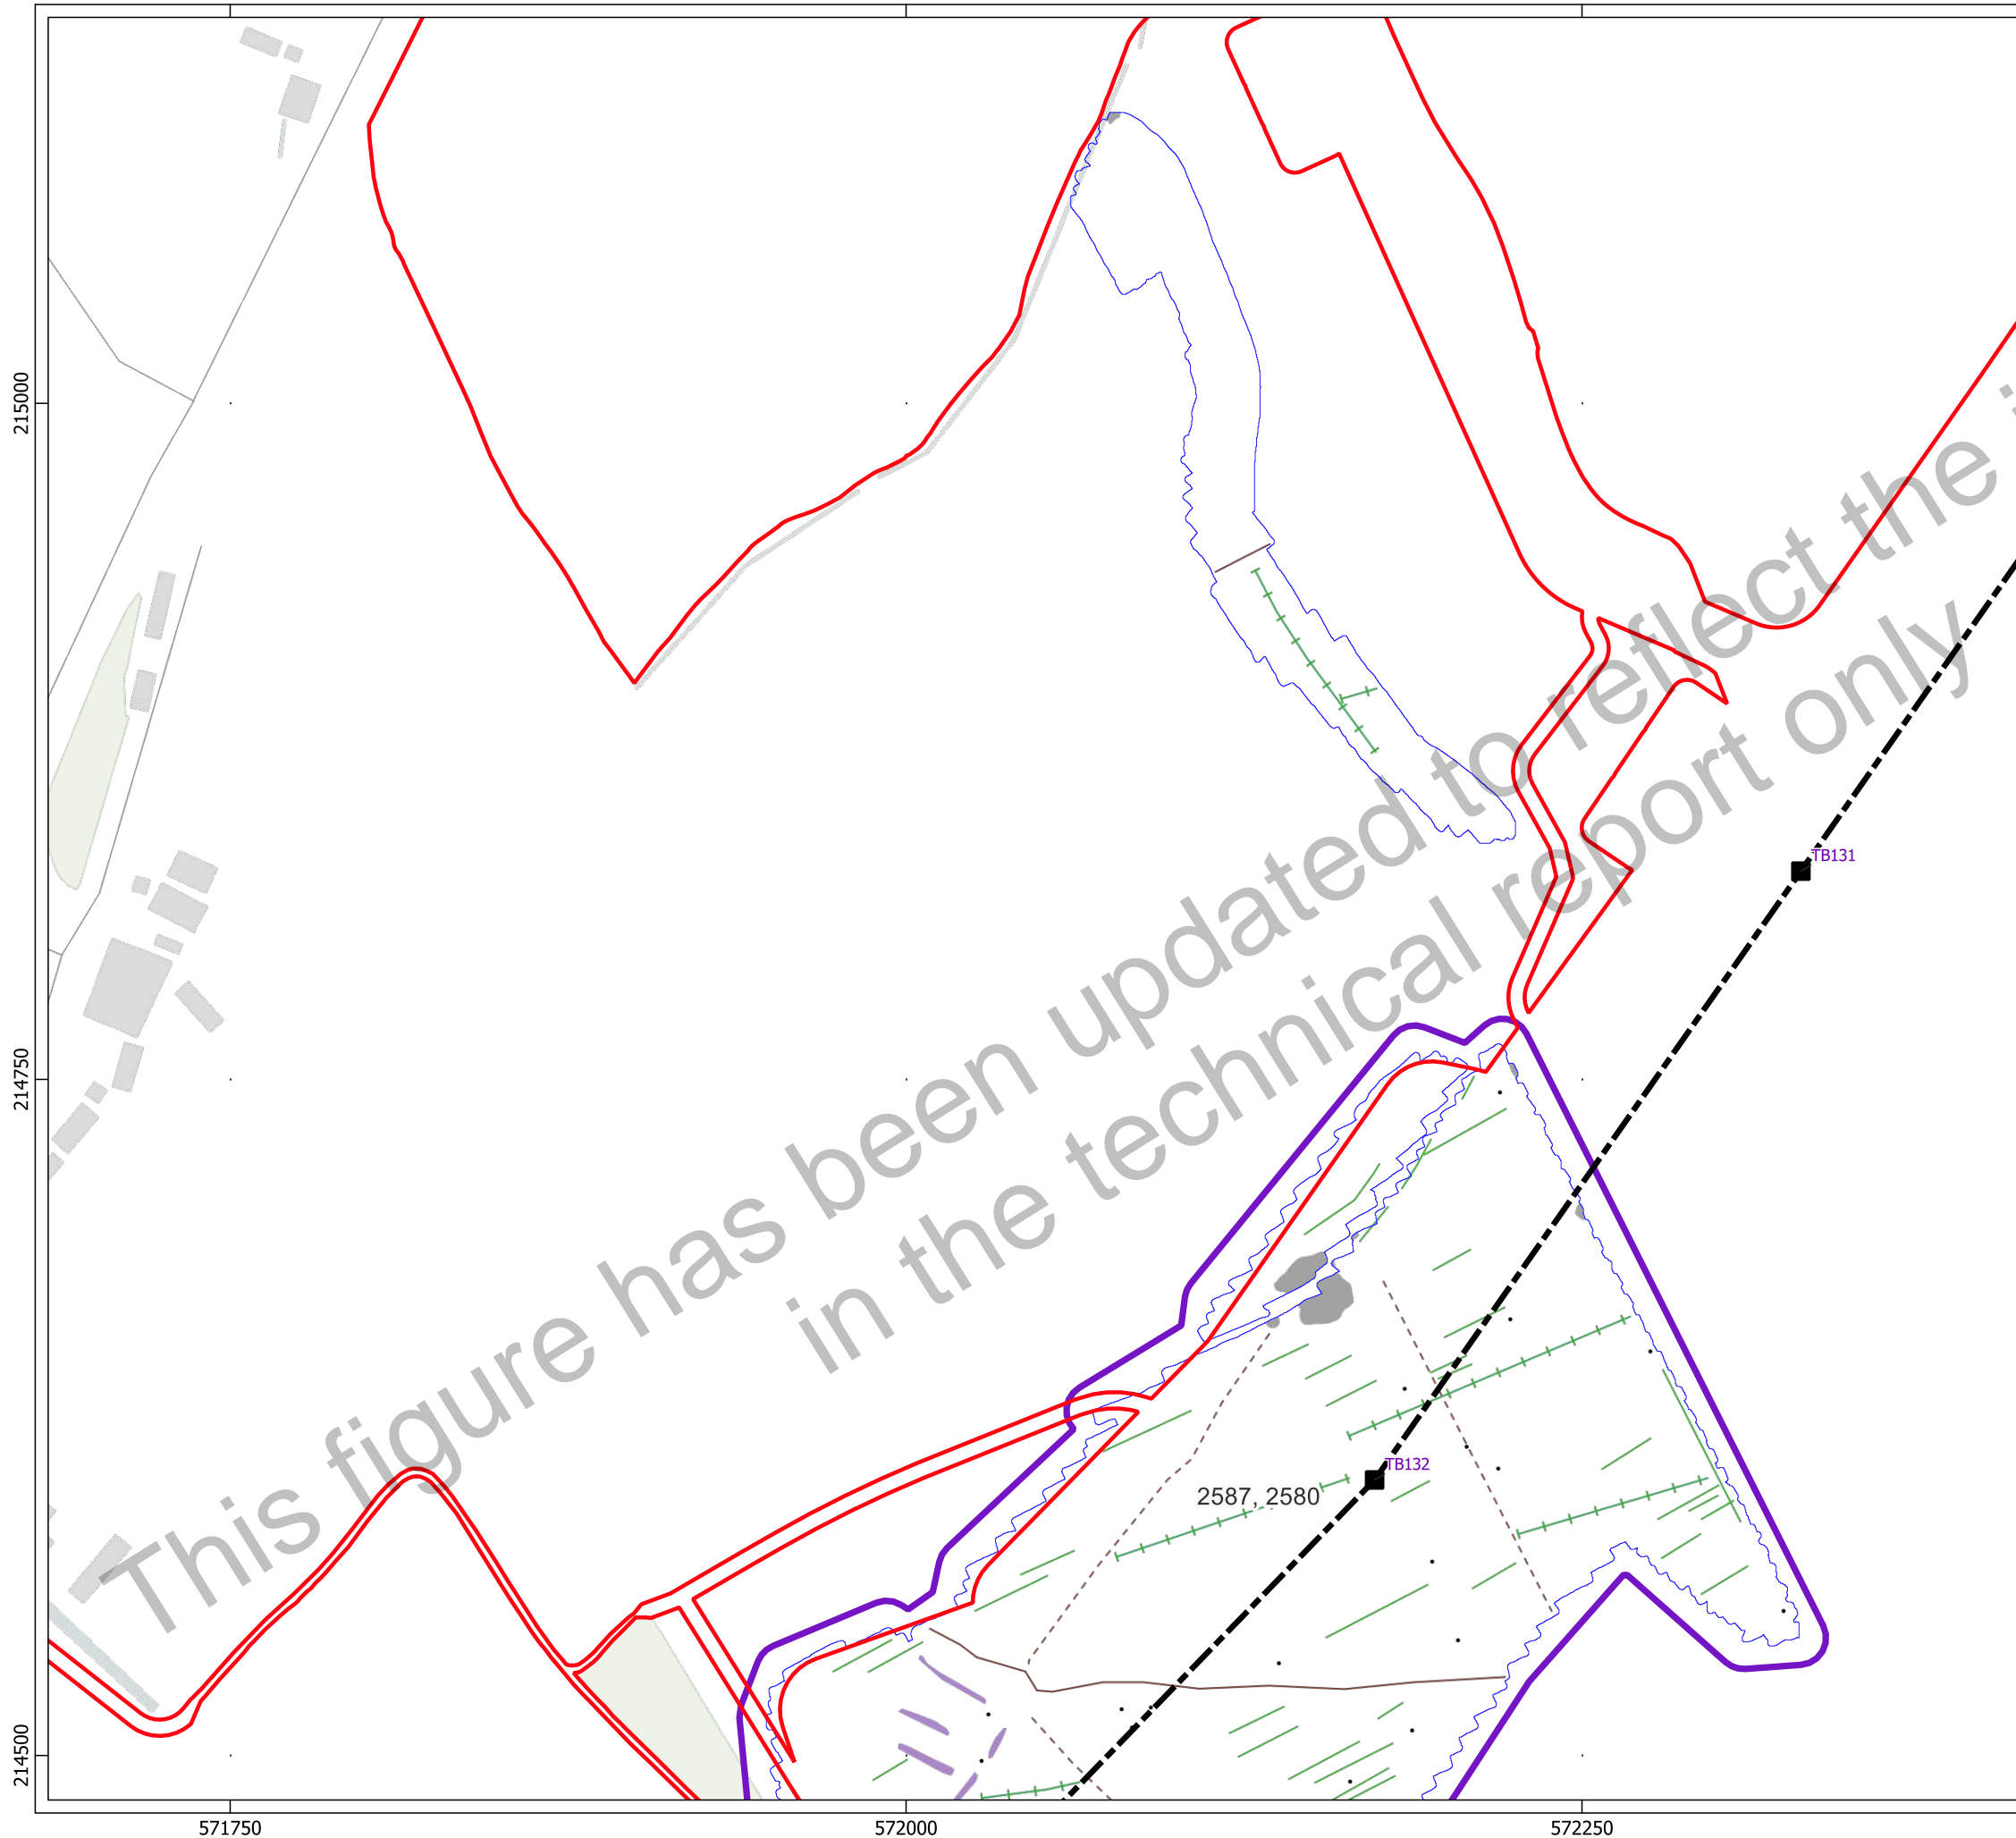 215000
214750
214500
571750
572000
572250
TB131
TB132
2587, 2580
This figure has been updated to reflect the
in the technical report only